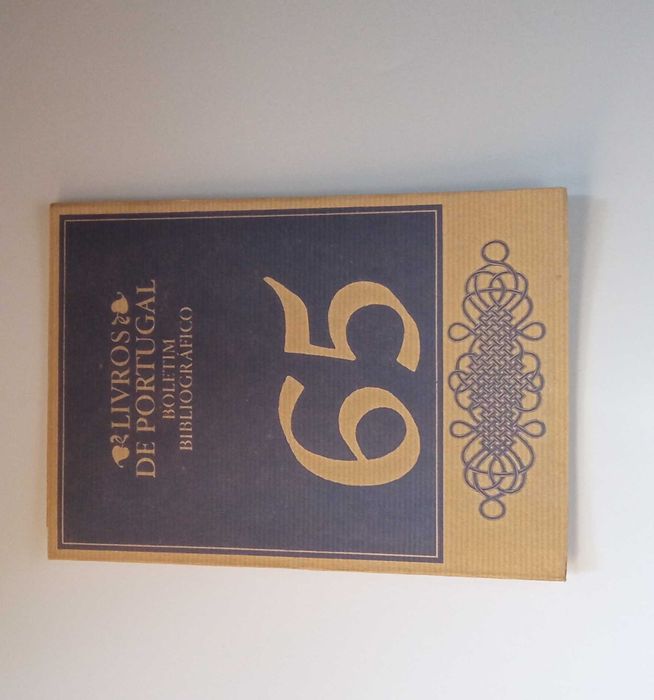 LIVROS
DE PORTUGAL
BOLETIM
BIBLIOGRÁFICO
65